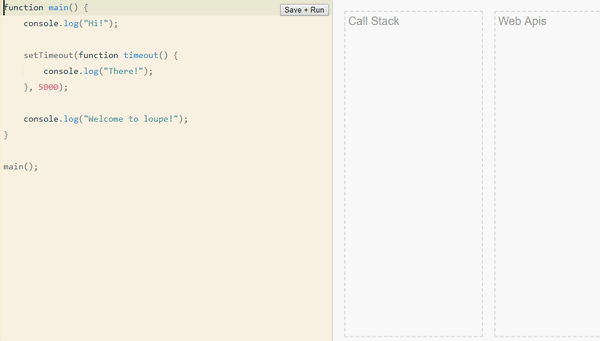 function main() {
Save + Run
console.log("Hi!");
setTimeout(function timeout() {
console.log("There!");
}, 5000);
console.log("Welcome to loupe!");
}
main();
Call Stack
Web Apis